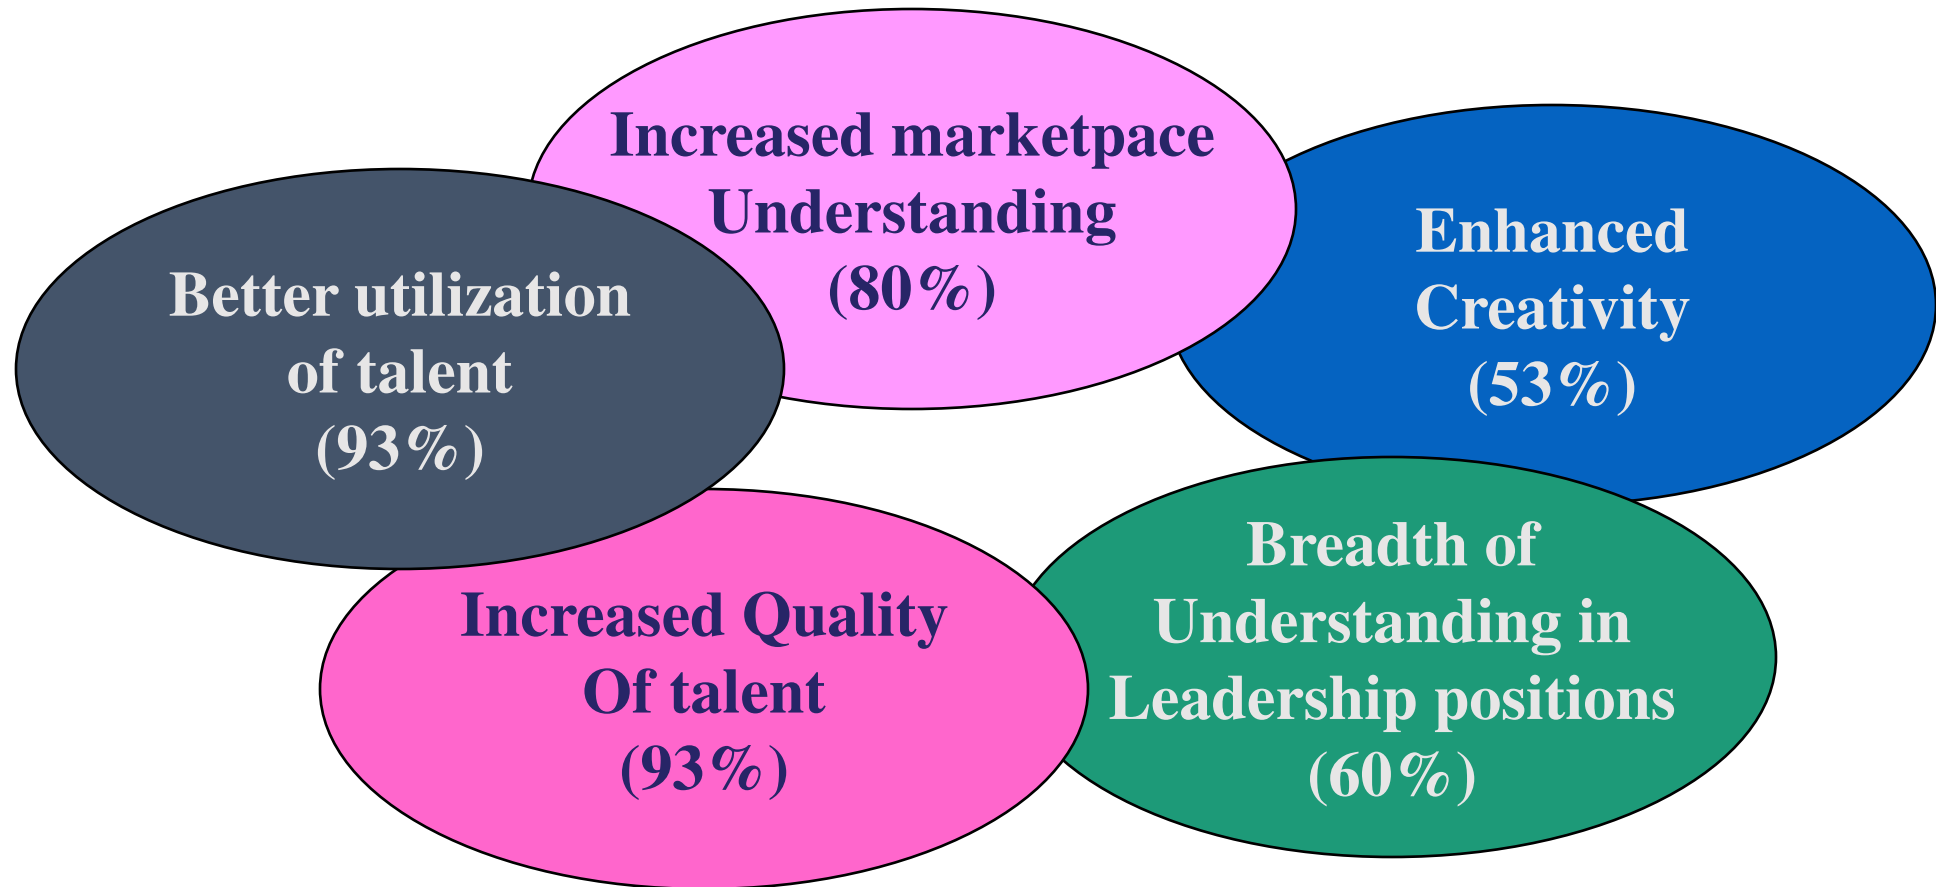 Increased marketpace
Understanding
(80%)
Enhanced
Creativity
(53%)
Better utilization
of talent
(93%)
Breadth of
Understanding in
Leadership positions
(60%)
Increased Quality
Of talent
(93%)